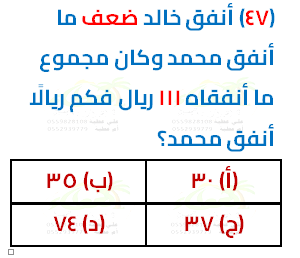 (٤٧) أنفق خالد ضعف ما
أنفق محمد وكان مجموع
ما أنفقاه ١١١ ريال فكم ريالًا
أنفق محمد؟
(أ) ٣٠ (ب) ٣٥
(ج) ٣٧ (د) ٧٤